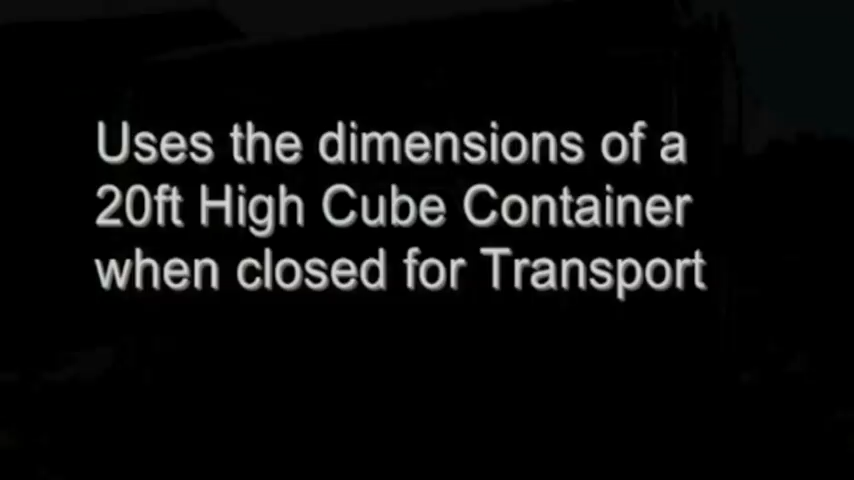 Uses the dimensions of a
20ft High Cube Container
when closed for Transport